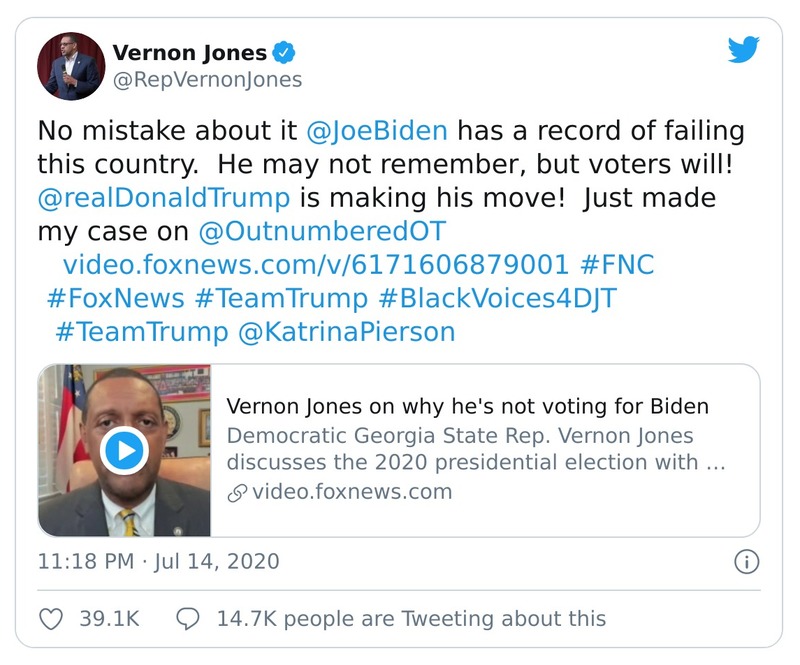 Vernon Jones
@RepVernonJones
No mistake about it @JoeBiden has a record of failing
this country.  He may not remember, but voters will!
@realDonaldTrump is making his move!  Just made
my case on @OutnumberedOT
video.foxnews.com/v/6171606879001 #FNC
#FoxNews #TeamTrump #BlackVoices4DJT
#TeamTrump @KatrinaPierson
Vernon Jones on why he's not voting for Biden
Democratic Georgia State Rep. Vernon Jones
discusses the 2020 presidential election with ...
video.foxnews.com
11:18 PM · Jul 14, 2020
39.1K 14.7K people are Tweeting about this